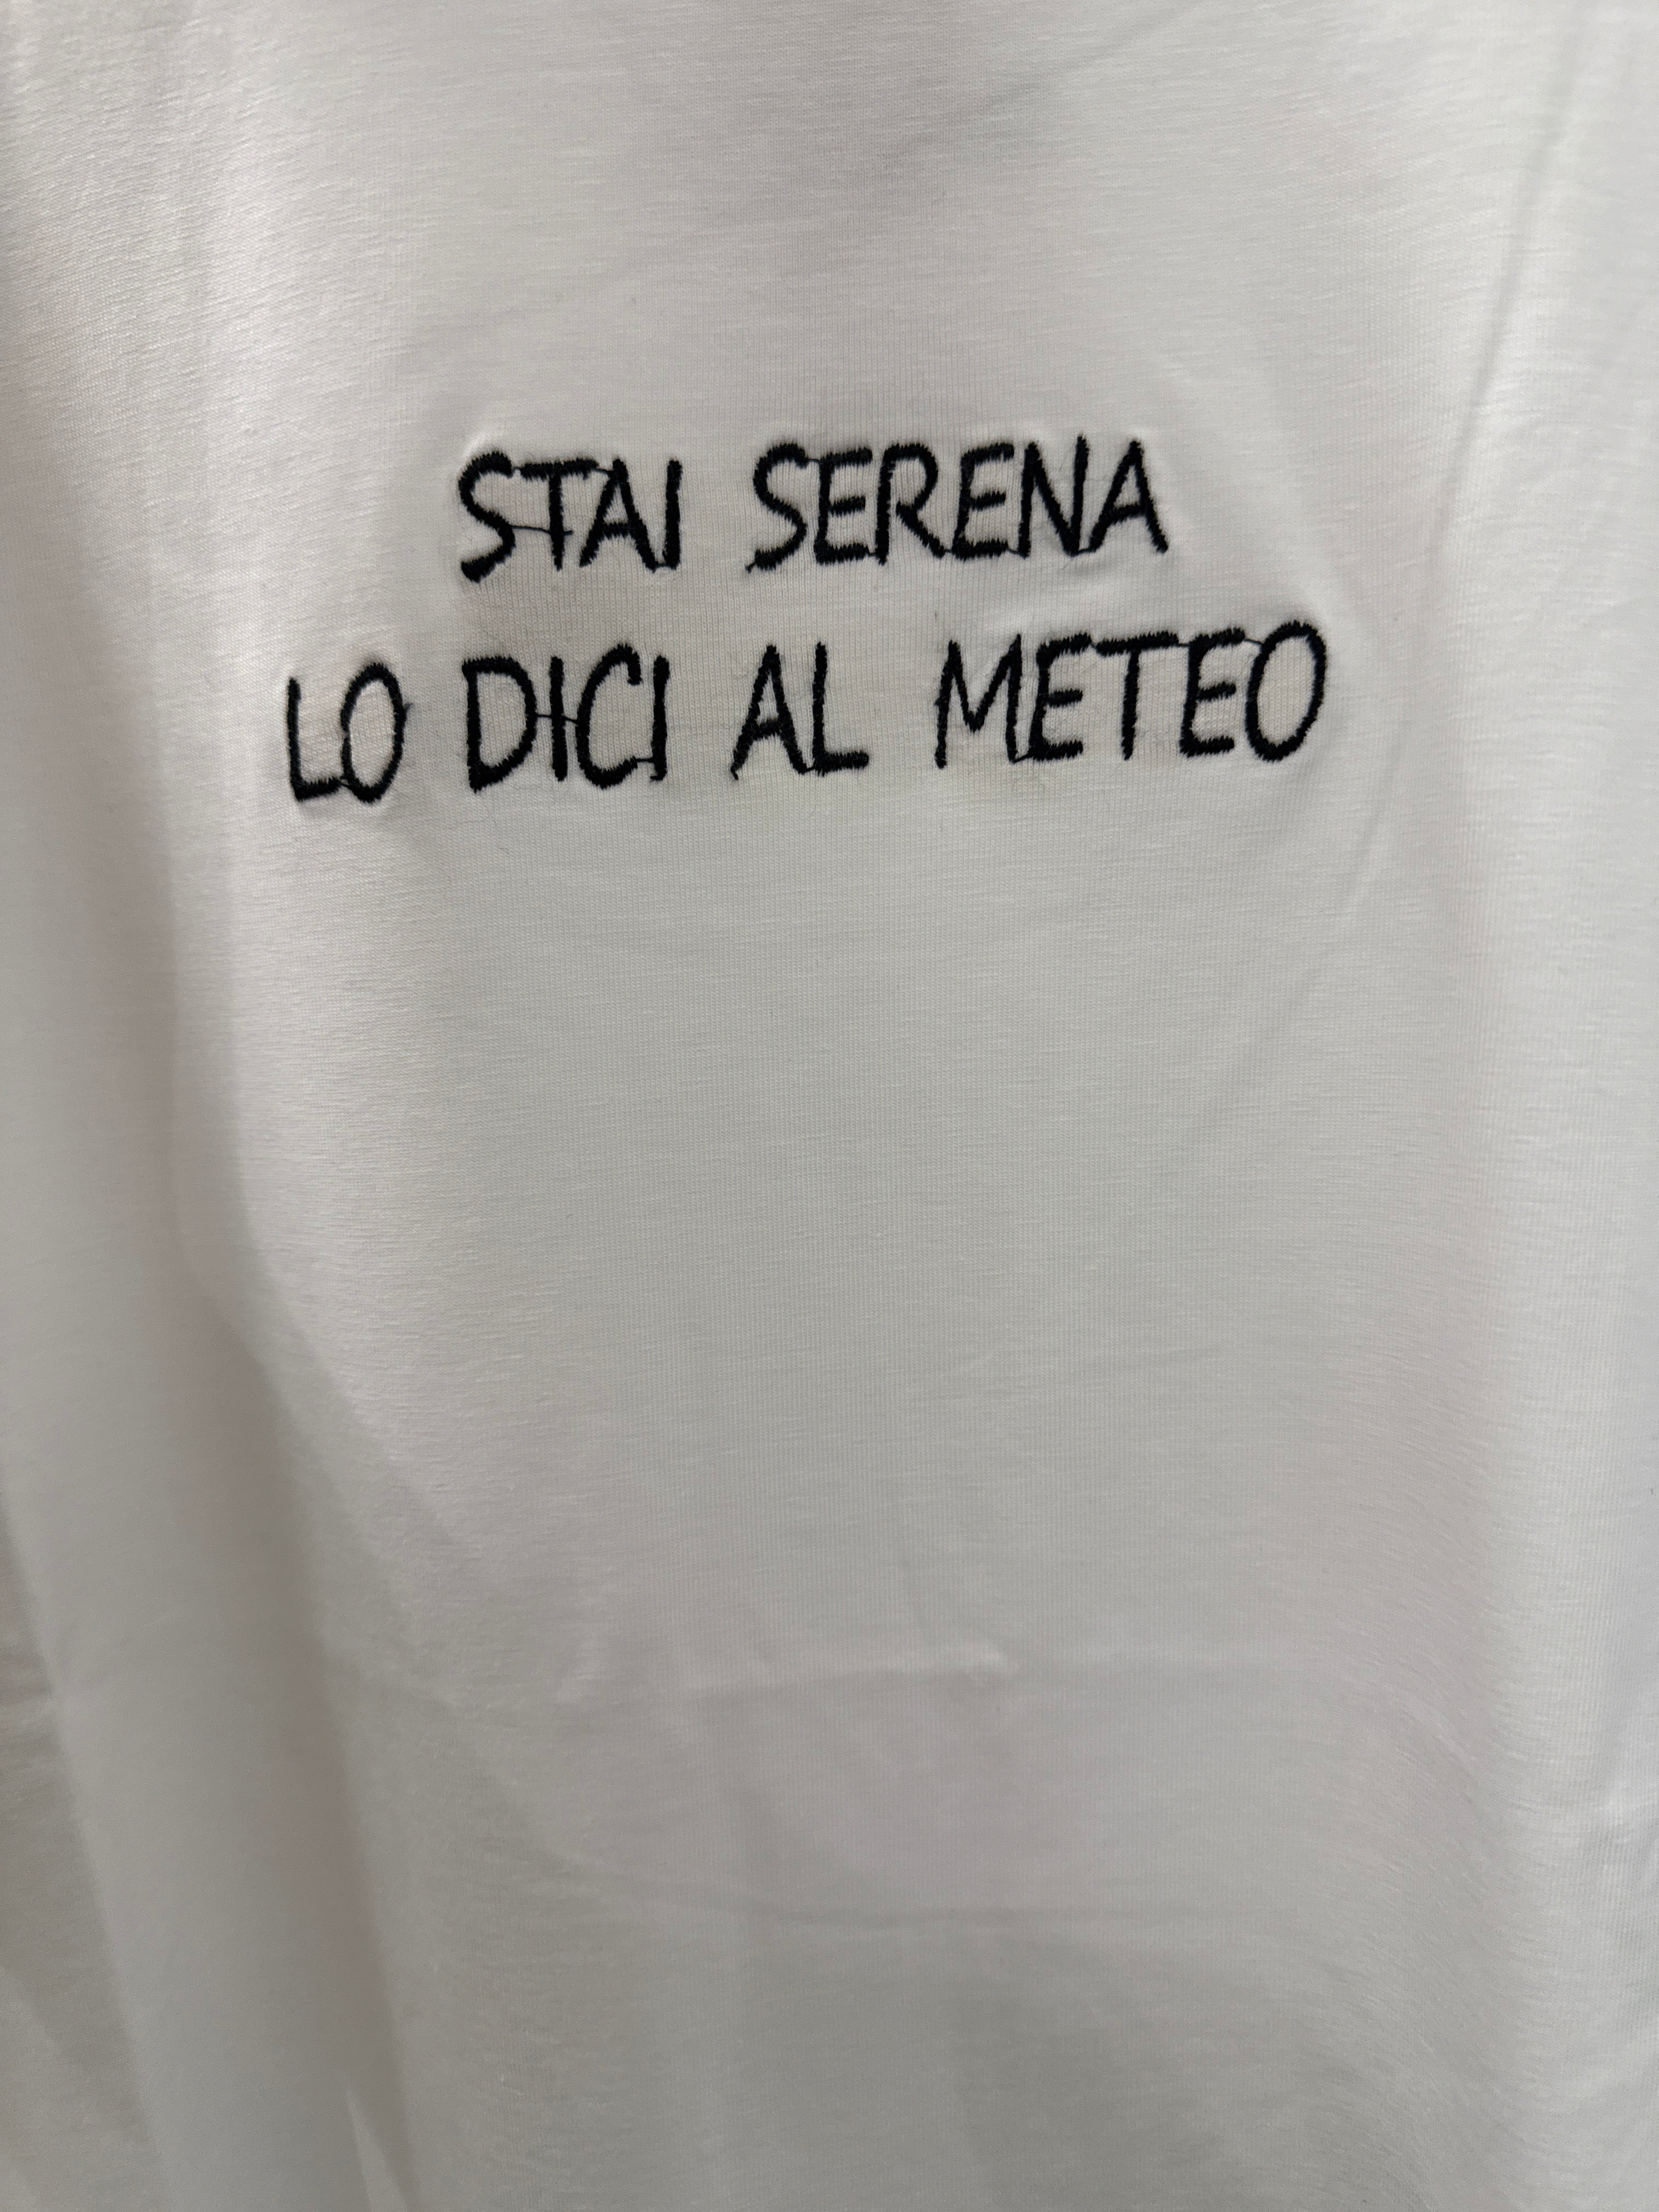 STAI SERENA
LO DICI AL METEO